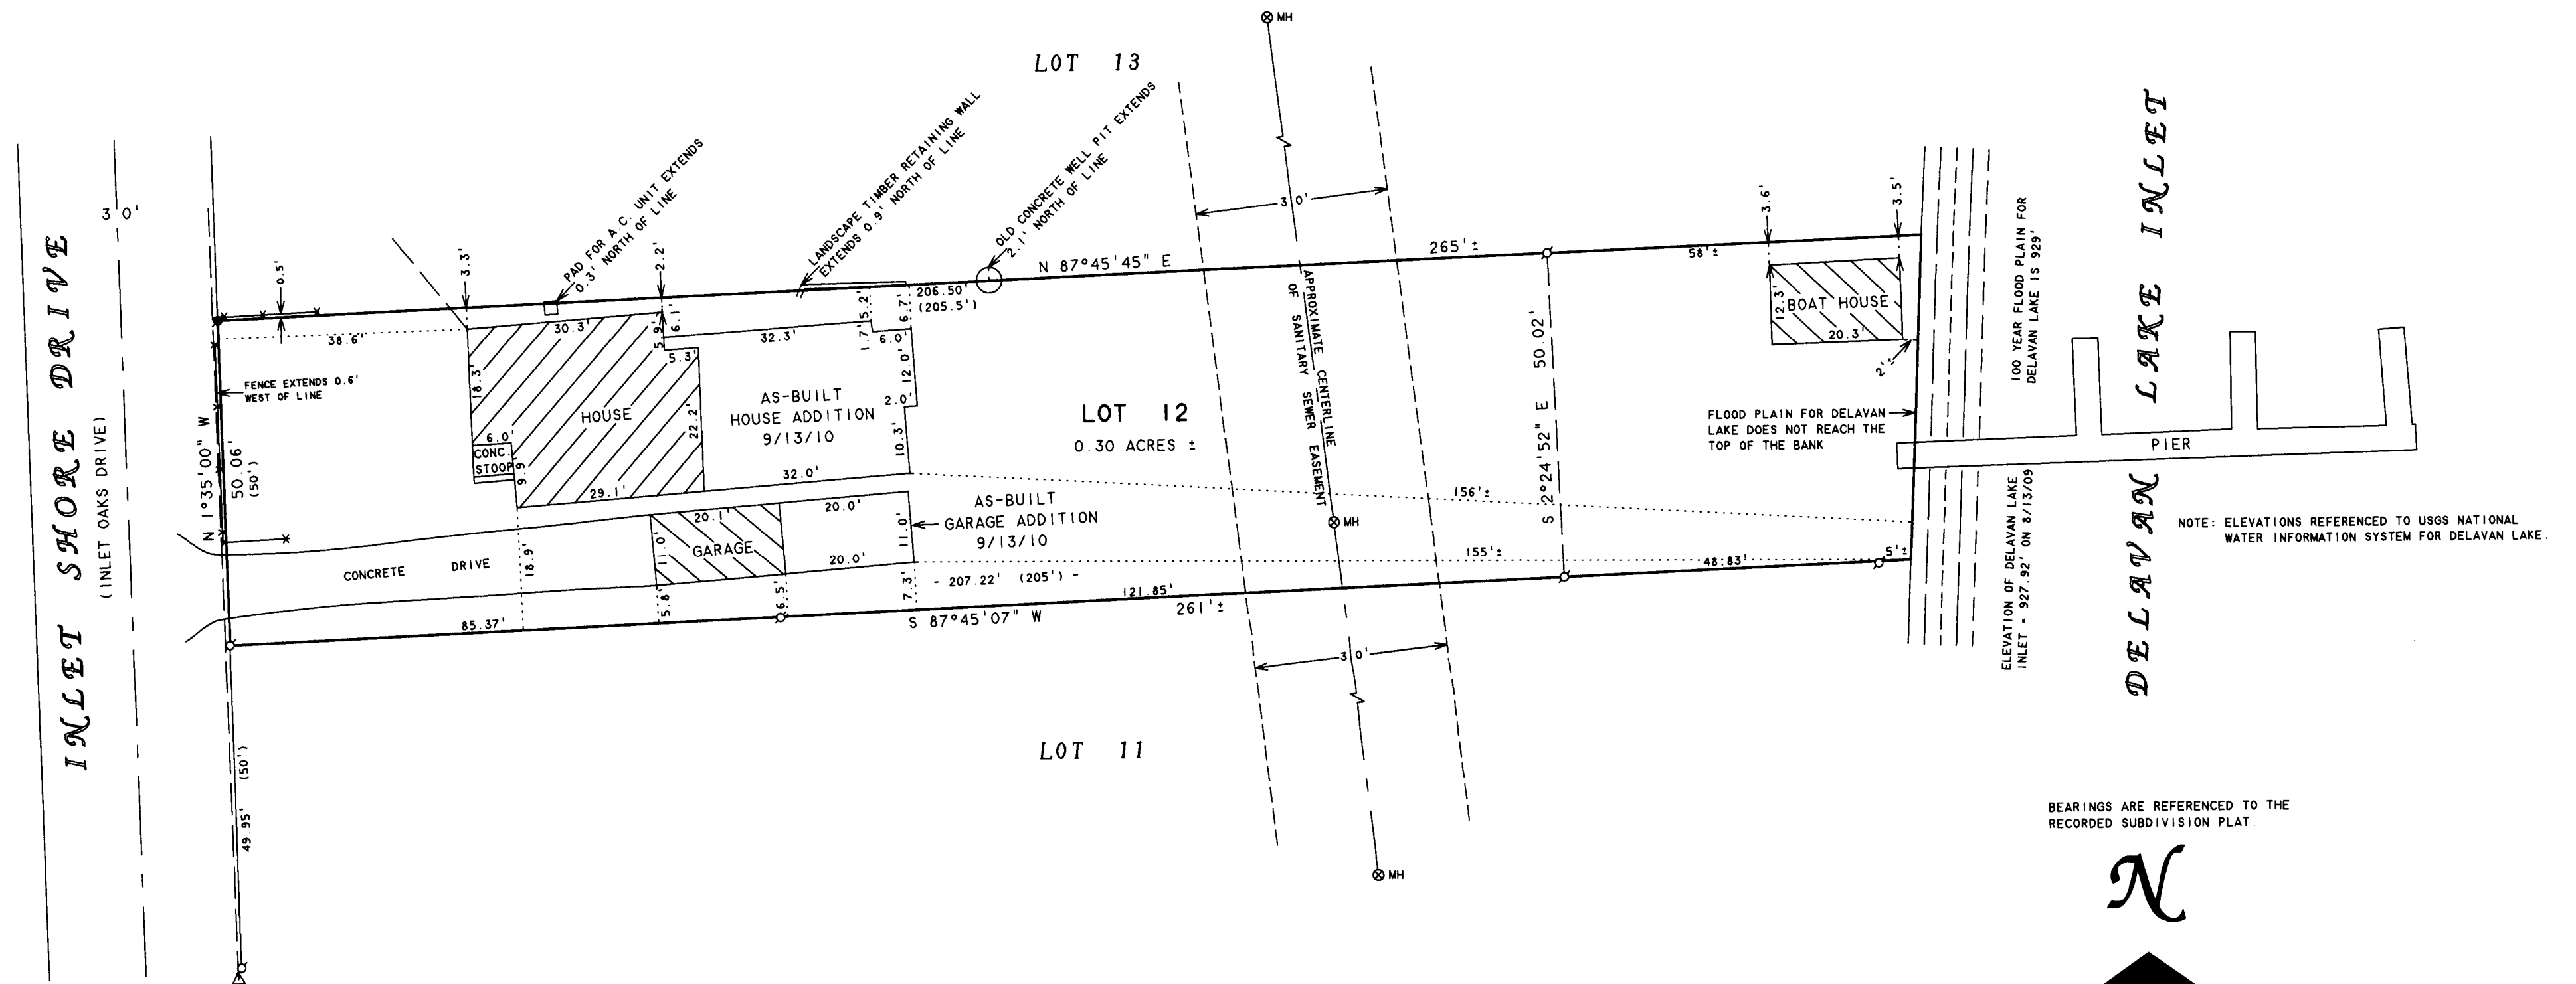 MH
LOT 13
30'
LANDSCAPE TIMBER RETAINING WALL
EXTENDS 0.9' NORTH OF LINE
OLD CONCRETE WELL PIT EXTENDS
2.1' NORTH OF LINE
PAD FOR A.C. UNIT EXTENDS
0.3' NORTH OF LINE
30'
INLET SHORE DRIVE
(INLET OAKS DRIVE)
0.5'
3.3'
2.2'
3.6'
3.5'
N 87°45'45" E
265'±
58'±
206.50'
(205.5')
38.6'
30.3'
5.9'
6.1'
32.3'
5.2'
6.7'
1.7'
6.0'
5.3'
12.0'
2.0'
10.3'
18.3'
22.2'
FENCE EXTENDS 0.6'
WEST OF LINE
HOUSE
AS-BUILT
HOUSE ADDITION
9/13/10
6.0'
CONC.
STOOP
9.9'
29.1'
32.0'
N 1°35'00" W
50.06'
(50')
LOT 12
0.30 ACRES ±
APPROXIMATE CENTERLINE
OF SANITARY SEWER EASEMENT
S 2°24'52" E 50.02'
12.3'
BOAT HOUSE
20.3'
2'±
100 YEAR FLOOD PLAIN FOR
DELAVAN LAKE IS 929'
DELAVAN LAKE INLET
FLOOD PLAIN FOR DELAVAN
LAKE DOES NOT REACH THE
TOP OF THE BANK
PIER
ELEVATION OF DELAVAN LAKE
INLET = 927.92' ON 8/13/09
NOTE: ELEVATIONS REFERENCED TO USGS NATIONAL
WATER INFORMATION SYSTEM FOR DELAVAN LAKE.
156'±
20.1'
20.0'
AS-BUILT
GARAGE ADDITION
9/13/10
MH
11.0'
GARAGE
11.0'
CONCRETE DRIVE
18.9'
20.0'
155'±
48.83'
5'±
5.8'
6.5'
7.3'
- 207.22' (205') -
121.85'
261'±
85.37'
S 87°45'07" W
30'
LOT 11
49.95' (50')
MH
BEARINGS ARE REFERENCED TO THE
RECORDED SUBDIVISION PLAT.
N